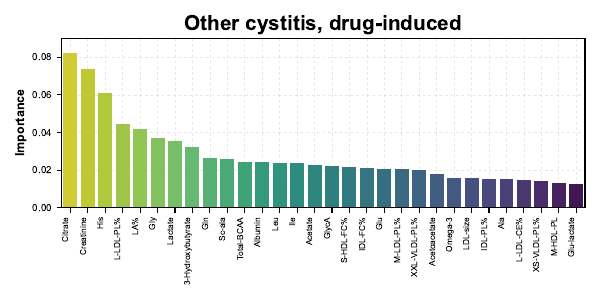 Other cystitis, drug-induced
Importance
0.08
0.06
0.04
0.02
0.00
Citrate
Creatinine
His
L-LDL-PL%
LA%
Gly
Lactate
3-Hydroxybutyrate
Gln
Sc-ala
Total-BCAA
Albumin
Leu
Ile
Acetate
GlycA
S-HDL-FC%
IDL-FC%
Glu
M-LDL-PL%
XXL-VLDL-PL%
Acetoacetate
Omega-3
LDL-size
IDL-PL%
Ala
L-LDL-CE%
XS-VLDL-PL%
M-HDL-PL
Glu-lactate